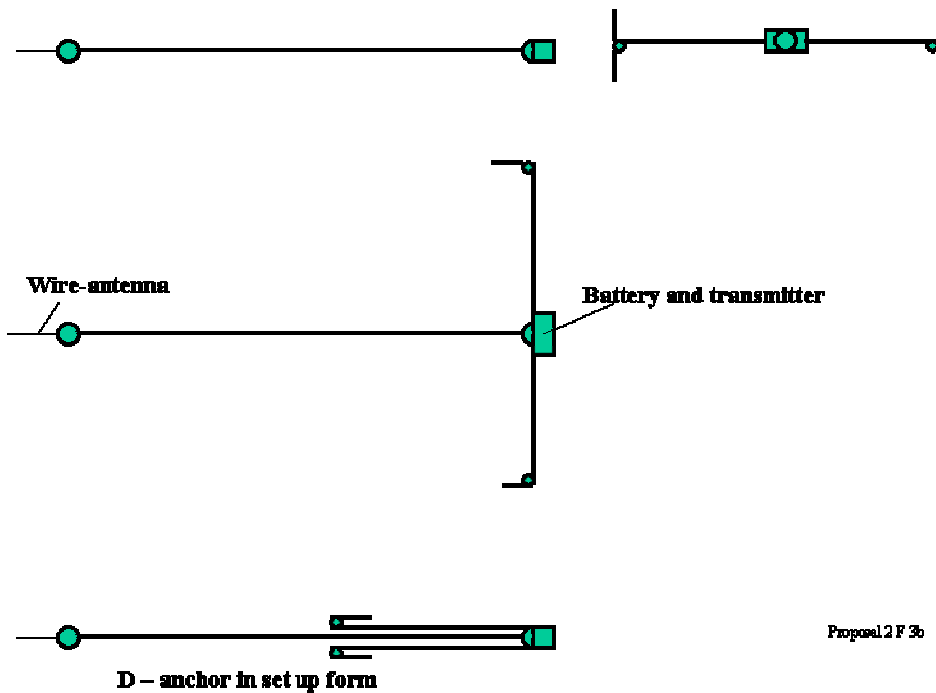 Wire-antenna
Battery and transmitter
Proposal 2 F 3b
D – anchor in set up form